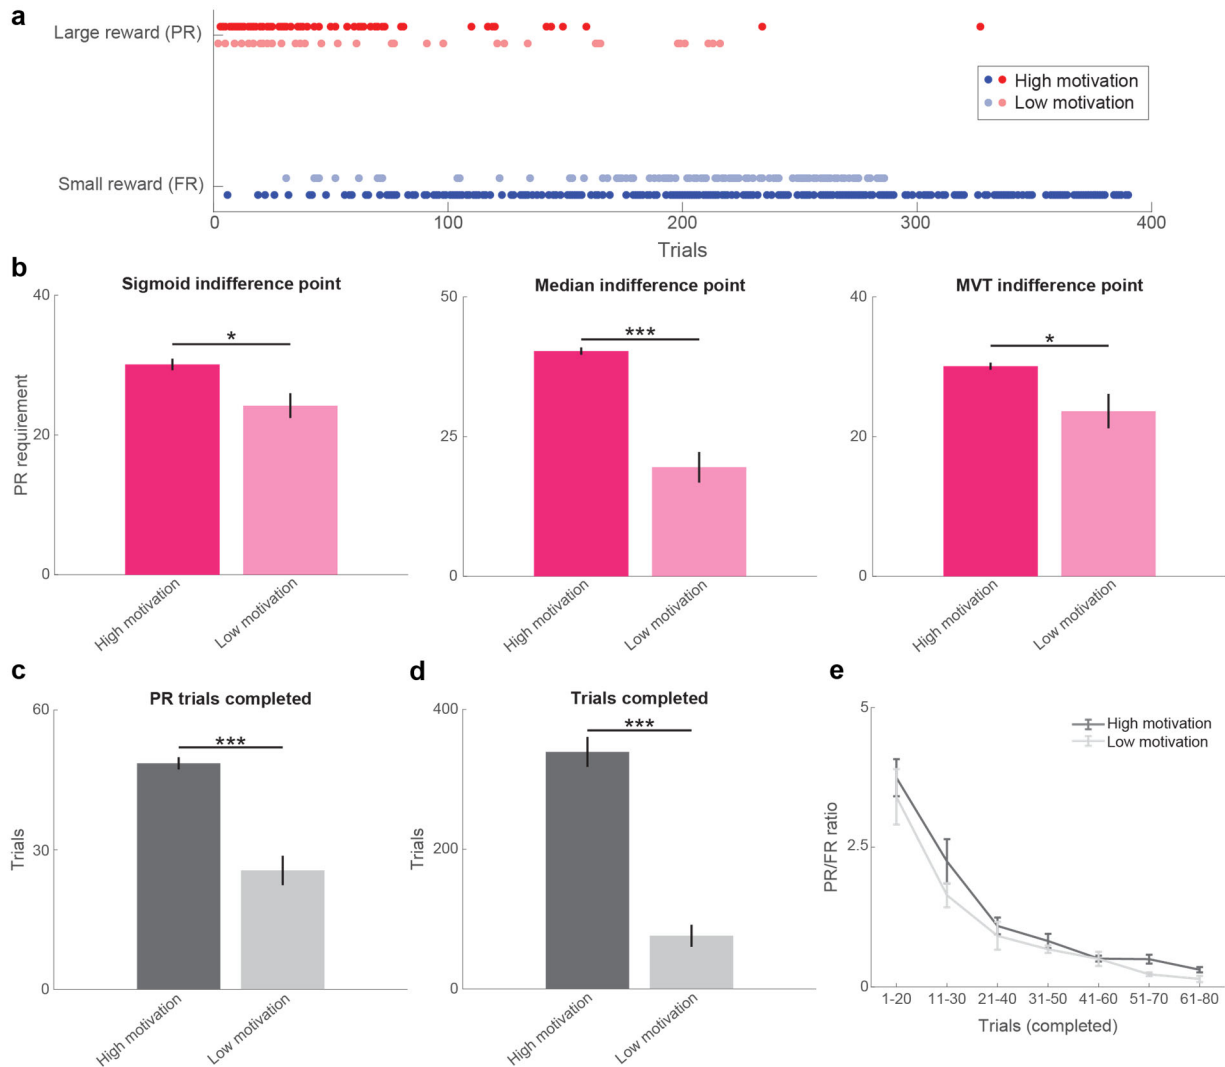 a
Large reward (PR)
High motivation
Low motivation
Small reward (FR)
0 100 200 300 400
Trials
b
Sigmoid indifference point
Median indifference point
MVT indifference point
40
20
0
PR requirement
*
High motivation
Low motivation
50
25
0
***
High motivation
Low motivation
40
20
0
*
High motivation
Low motivation
c
PR trials completed
60
30
0
Trials
***
High motivation
Low motivation
d
Trials completed
400
200
0
Trials
***
High motivation
Low motivation
e
5
2.5
0
PR/FR ratio
High motivation
Low motivation
1-20 11-30 21-40 31-50 41-60 51-70 61-80
Trials (completed)